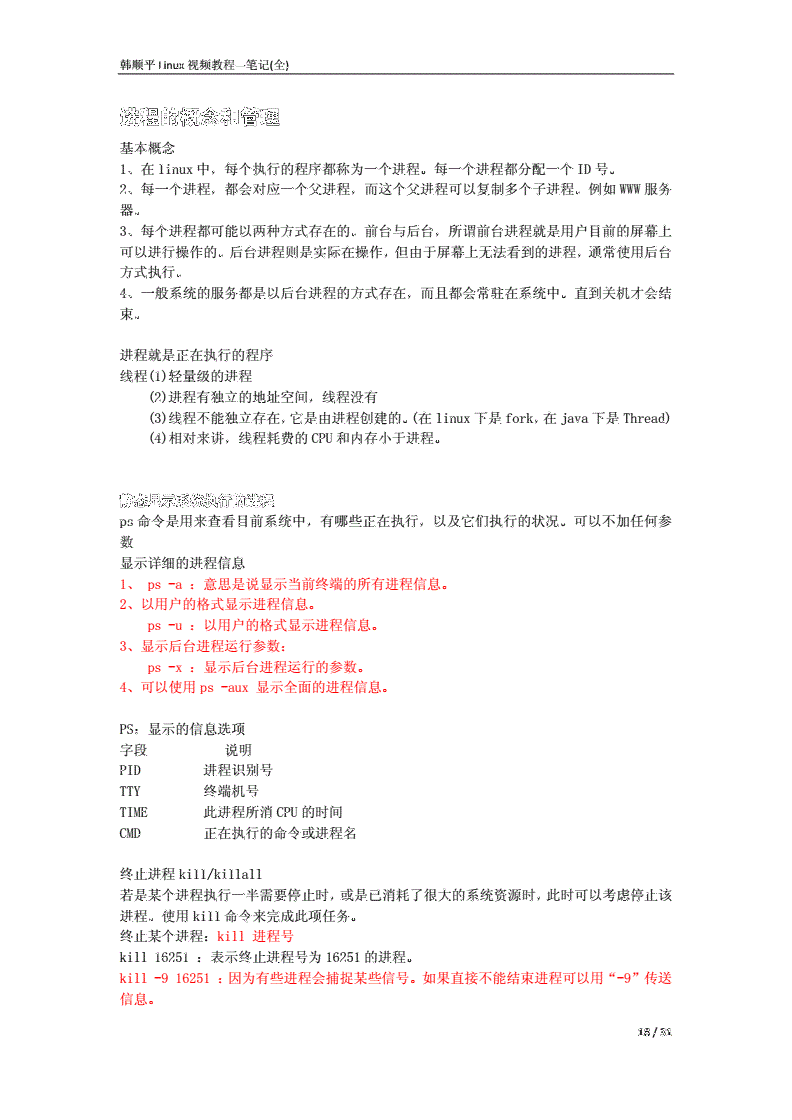 韩顺平 linux 视频教程—笔记(全)
进程的概念和管理
基本概念
1、在 linux 中，每个执行的程序都称为一个进程。每一个进程都分配一个 ID 号。
2、每一个进程，都会对应一个父进程，而这个父进程可以复制多个子进程。例如 WWW 服务
器。
3、每个进程都可能以两种方式存在的。前台与后台，所谓前台进程就是用户目前的屏幕上
可以进行操作的。后台进程则是实际在操作，但由于屏幕上无法看到的进程，通常使用后台
方式执行。
4、一般系统的服务都是以后台进程的方式存在，而且都会常驻在系统中。直到关机才会结
束。
进程就是正在执行的程序
线程(1)轻量级的进程
(2)进程有独立的地址空间，线程没有
(3)线程不能独立存在，它是由进程创建的。(在 linux 下是 fork，在 java 下是 Thread)
(4)相对来讲，线程耗费的 CPU 和内存小于进程。
静态显示系统执行的进程
ps 命令是用来查看目前系统中，有哪些正在执行，以及它们执行的状况。可以不加任何参
数
显示详细的进程信息
1、 ps -a ：意思是说显示当前终端的所有进程信息。
2、以用户的格式显示进程信息。
ps -u ：以用户的格式显示进程信息。
3、显示后台进程运行参数：
ps -x ：显示后台进程运行的参数。
4、可以使用 ps -aux 显示全面的进程信息。
PS：显示的信息选项
字段 说明
PID 进程识别号
TTY 终端机号
TIME 此进程所消 CPU 的时间
CMD 正在执行的命令或进程名
终止进程 kill/killall
若是某个进程执行一半需要停止时，或是已消耗了很大的系统资源时，此时可以考虑停止该
进程。使用 kill 命令来完成此项任务。
终止某个进程：kill 进程号
kill 16251 ：表示终止进程号为 16251 的进程。
kill -9 16251 ：因为有些进程会捕捉某些信号。如果直接不能结束进程可以用“-9”传送
信息。
18 / 31